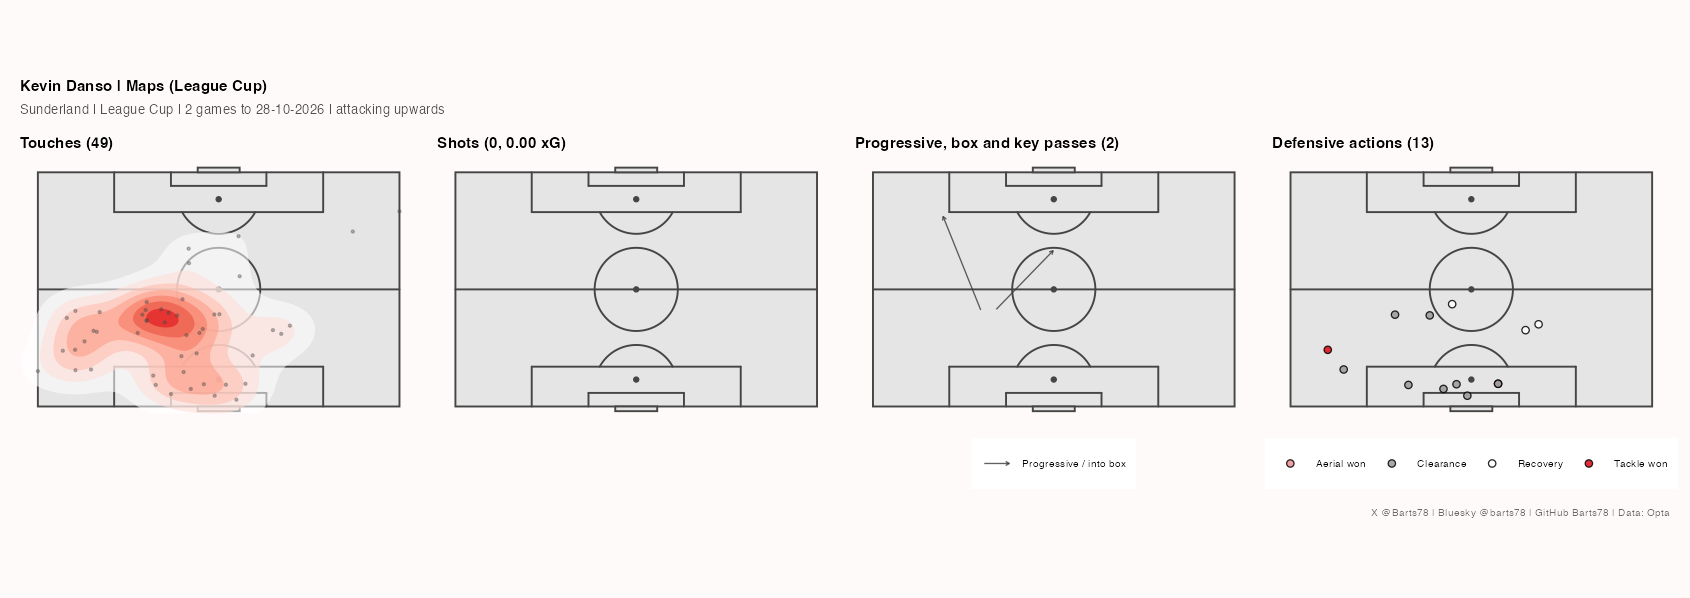 Kevin Danso | Maps (League Cup)
Sunderland | League Cup | 2 games to 28-10-2026 | attacking upwards
Touches (49)
Shots (0, 0.00 xG)
Progressive, box and key passes (2)
Defensive actions (13)
Progressive / into box
Aerial won
Clearance
Recovery
Tackle won
X @Barts78 | Bluesky @barts78 | GitHub Barts78 | Data: Opta